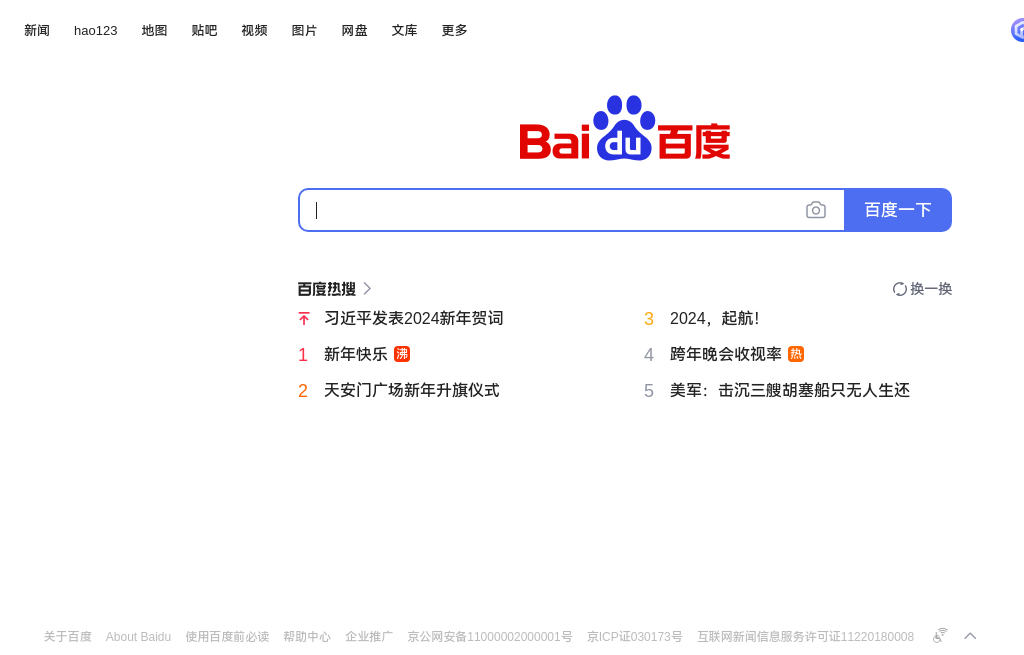 新闻 hao123 地图 贴吧 视频 图片 网盘 文库 更多
Bai du 百度
百度一下
百度热搜 换一换
习近平发表2024新年贺词
1 新年快乐 沸
2 天安门广场新年升旗仪式
3 2024，起航！
4 跨年晚会收视率 热
5 美军：击沉三艘胡塞船只无人生还
关于百度 About Baidu 使用百度前必读 帮助中心 企业推广 京公网安备11000002000001号 京ICP证030173号 互联网新闻信息服务许可证11220180008